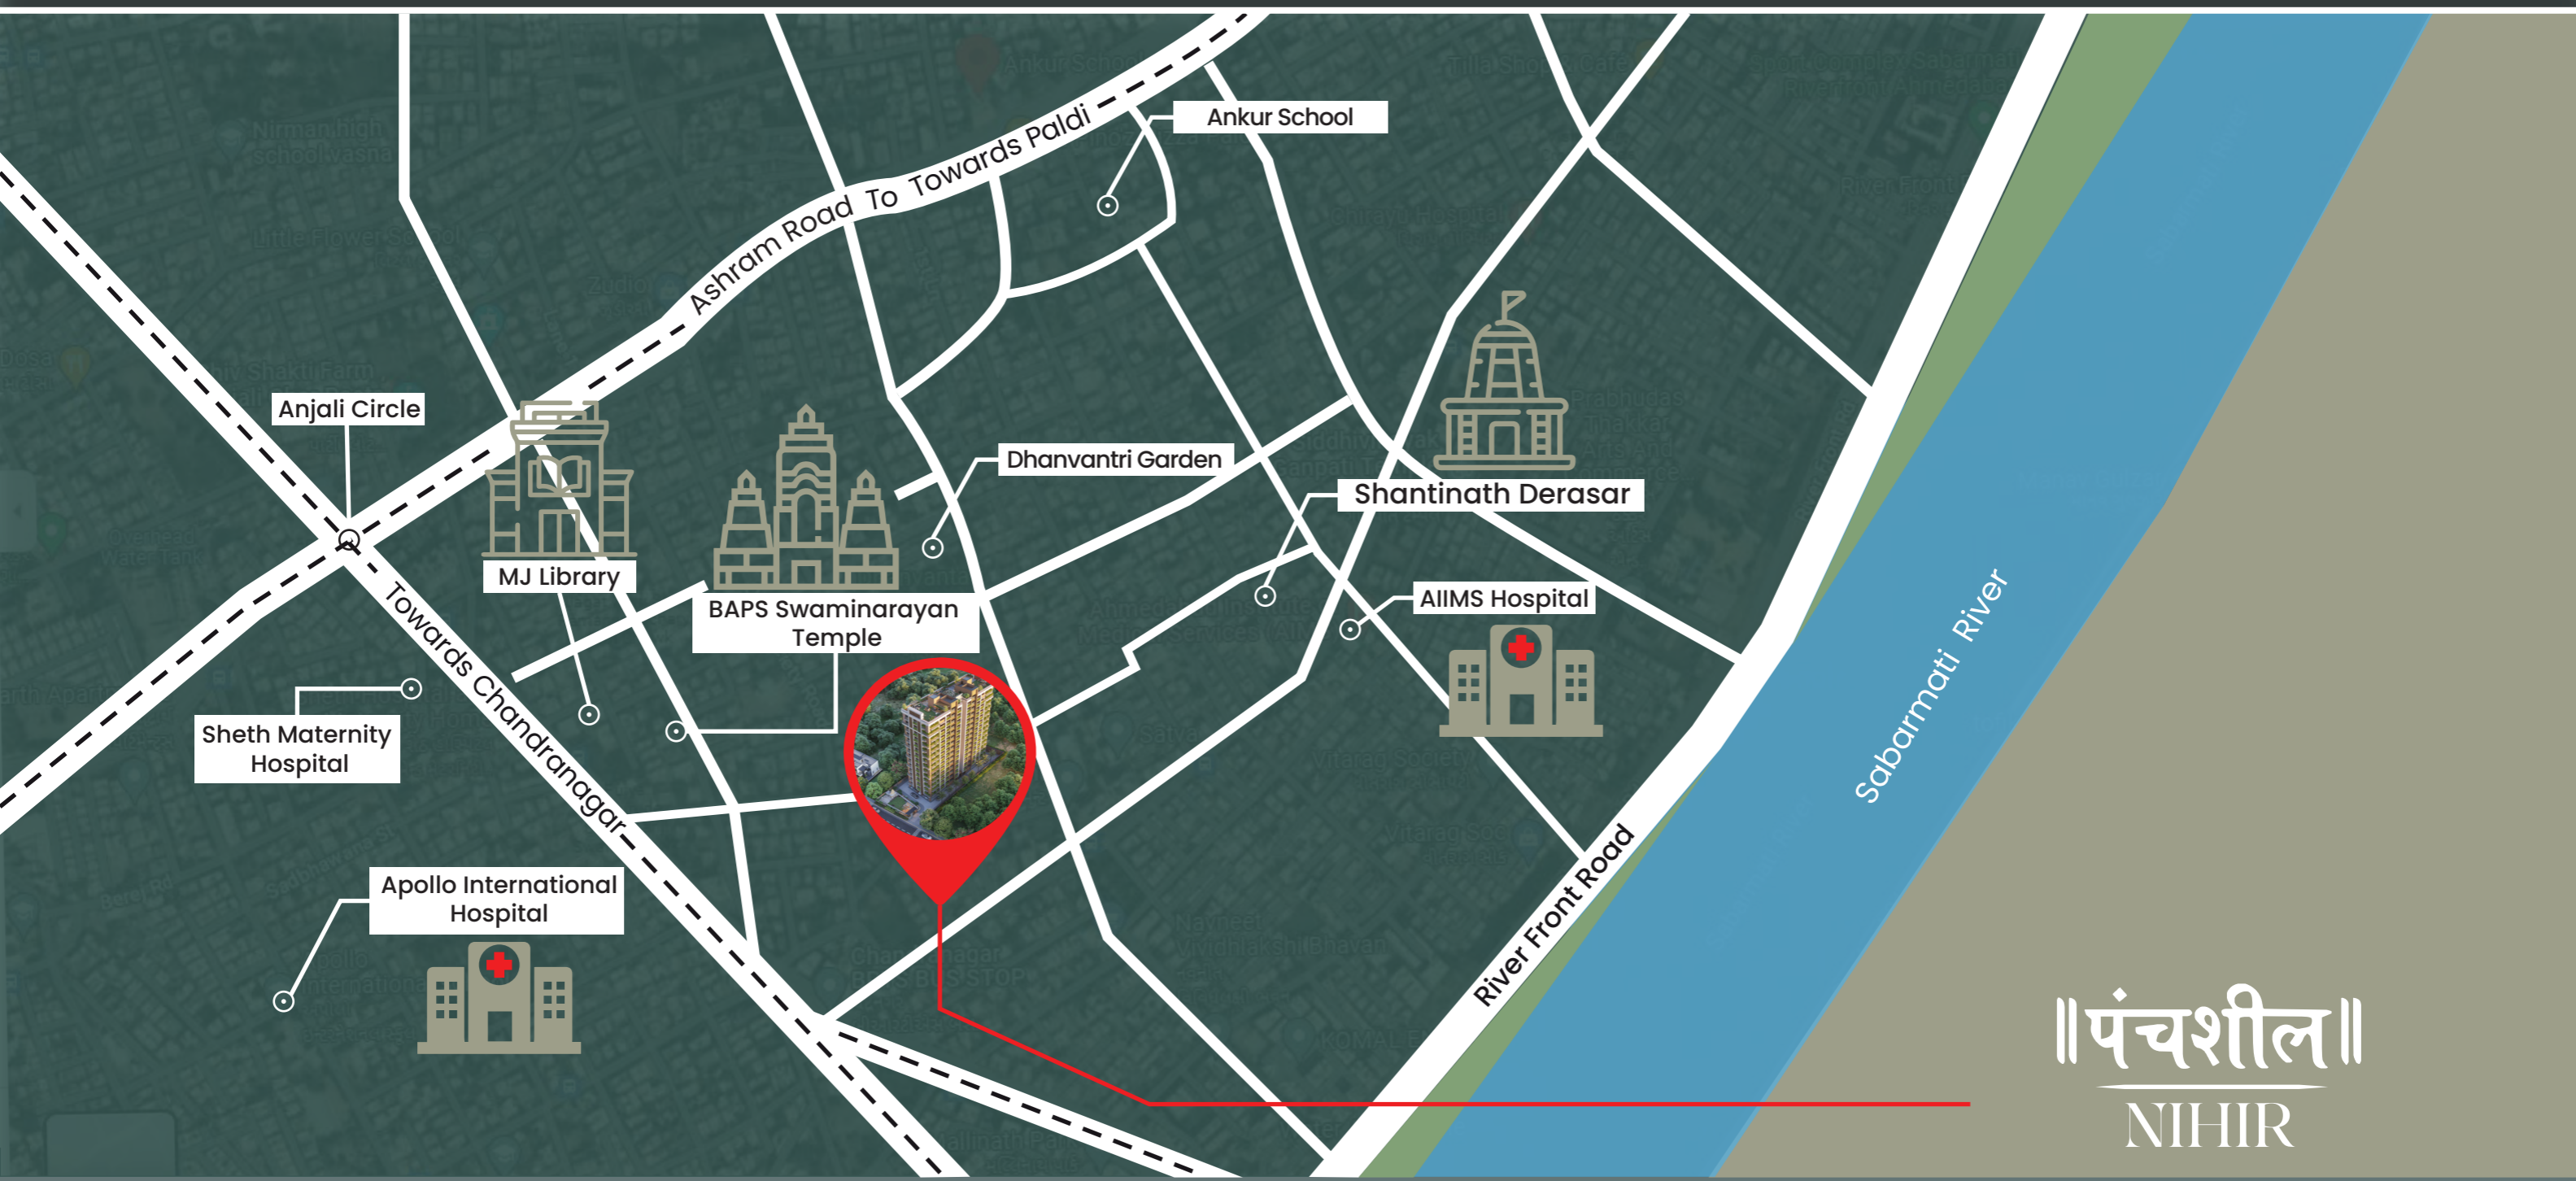 Ankur School
Ashram Road To Towards Paldi
Anjali Circle
Dhanvantri Garden
Shantinath Derasar
MJ Library
BAPS Swaminarayan
Temple
AIIMS Hospital
Towards Chandranagar
Sheth Maternity
Hospital
Sabarmati River
River Front Road
Apollo International
Hospital
॥पंचशील॥
NIHIR